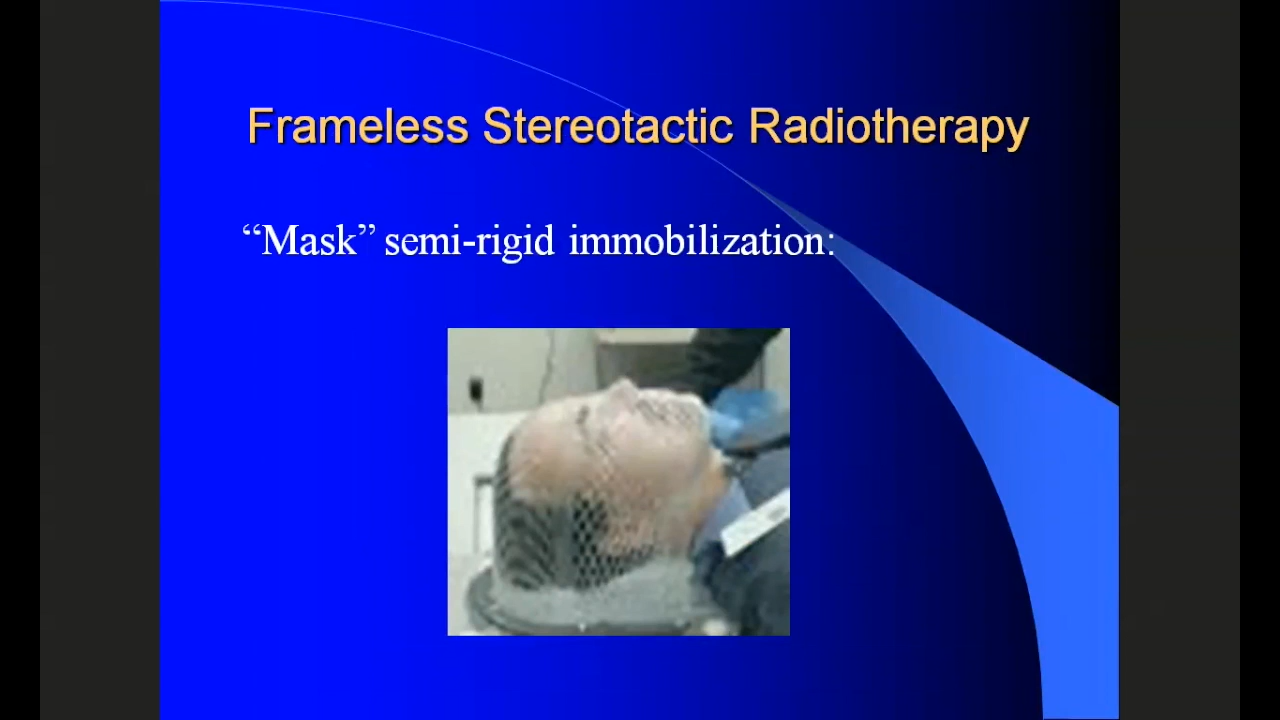 Frameless Stereotactic Radiotherapy
“Mask” semi-rigid immobilization: